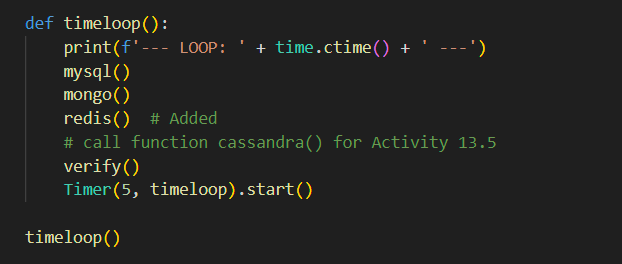 def timeloop():
    print(f'--- LOOP: ' + time.ctime() + ' ---')
    mysql()
    mongo()
    redis()  # Added
    # call function cassandra() for Activity 13.5
    verify()
    Timer(5, timeloop).start()

timeloop()